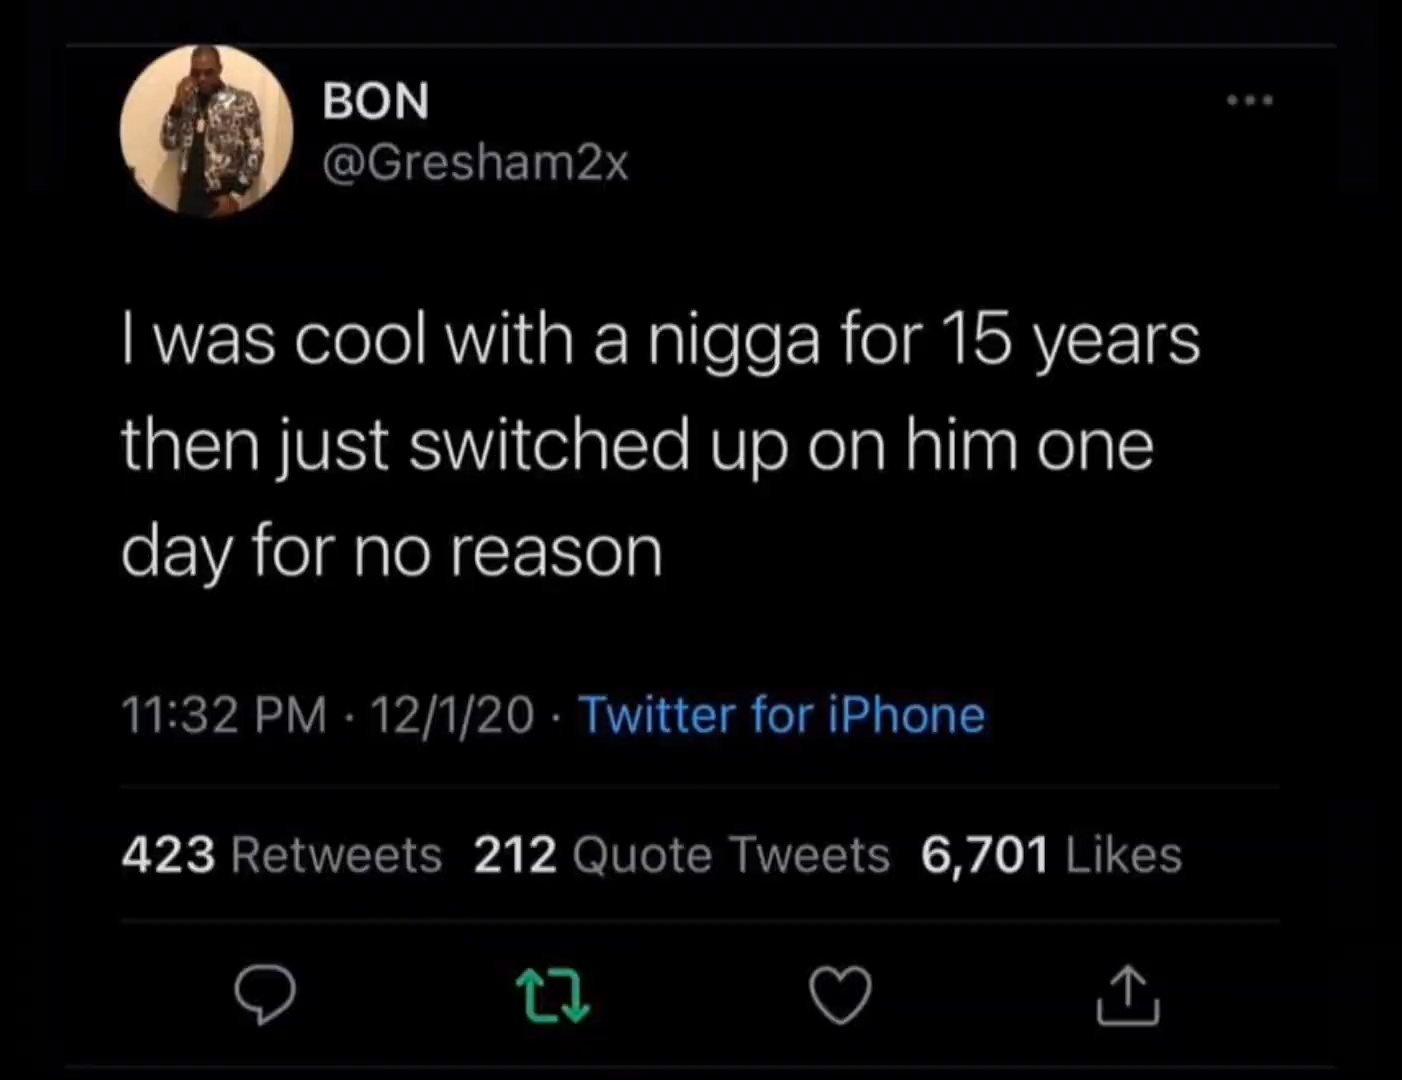 BON
@Gresham2x
I was cool with a nigga for 15 years
then just switched up on him one
day for no reason
11:32 PM · 12/1/20 · Twitter for iPhone
423 Retweets 212 Quote Tweets 6,701 Likes